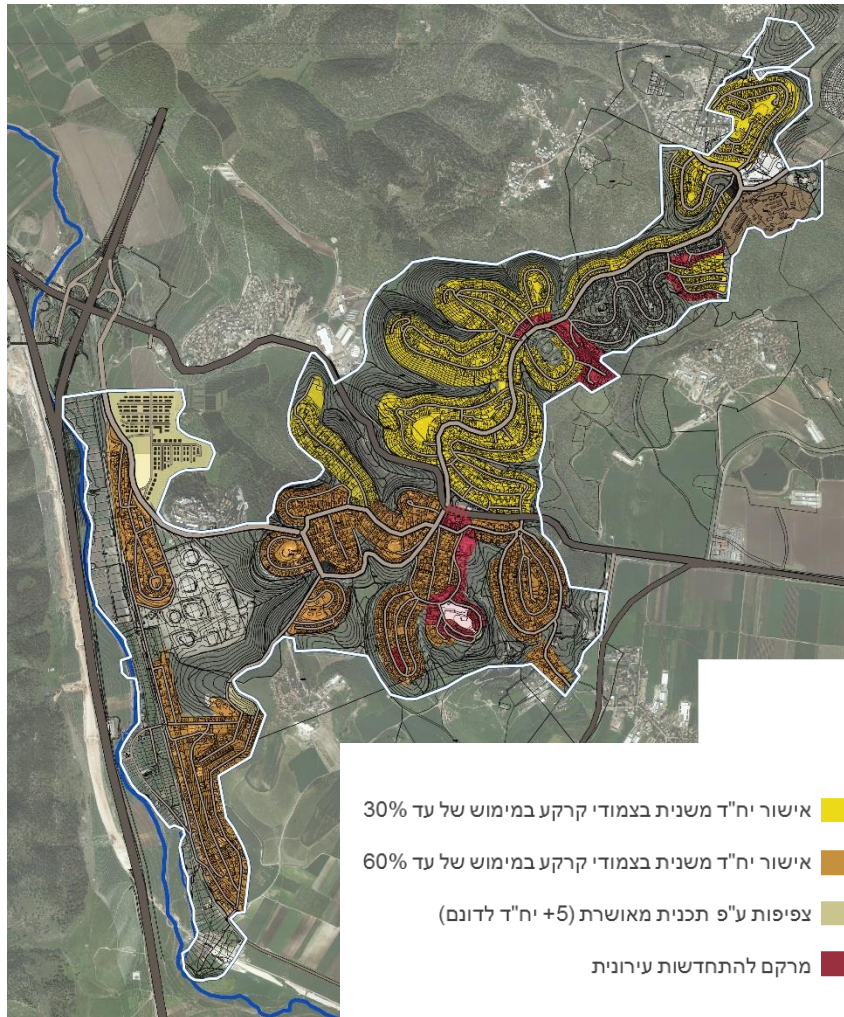 אישור יח"ד משנית בצמודי קרקע במימוש של עד 30%
אישור יח"ד משנית בצמודי קרקע במימוש של עד 60%
צפיפות ע"פ תכנית מאושרת (5+ יח"ד לדונם)
מרקם להתחדשות עירונית